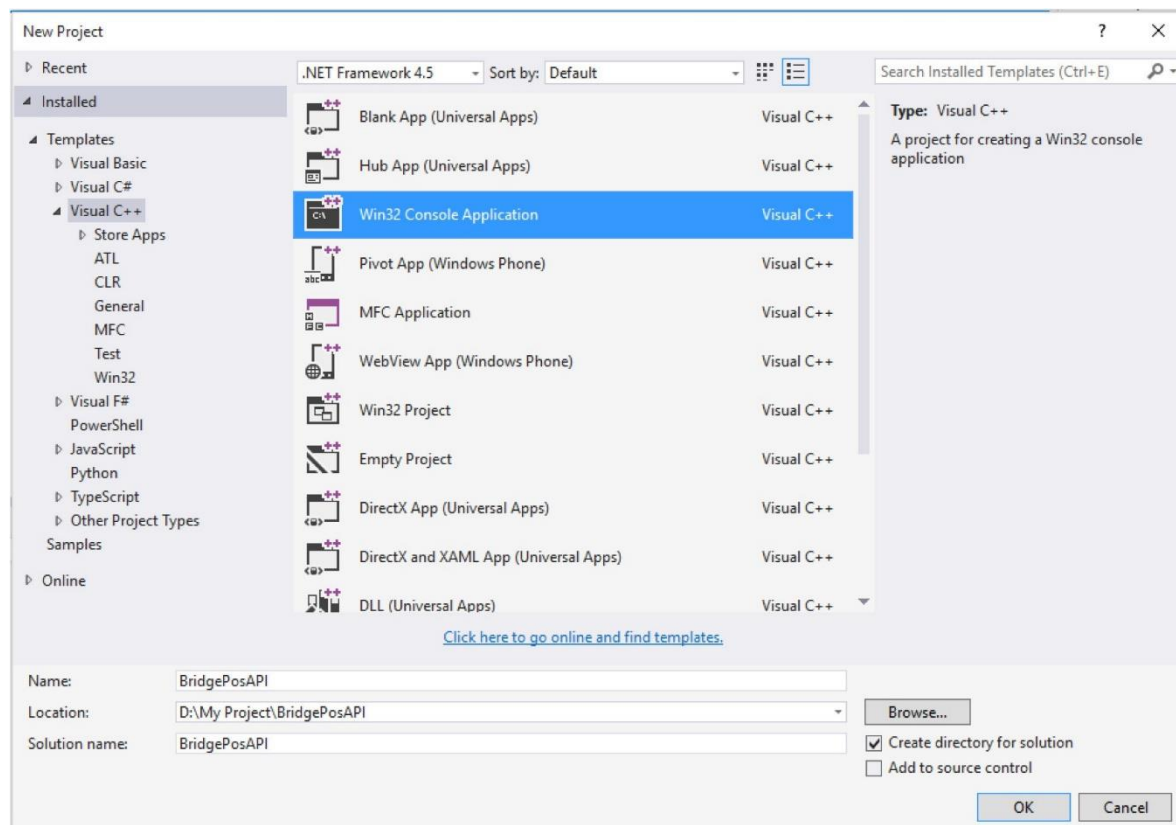 New Project
?
Recent
.NET Framework 4.5
Sort by: Default
Search Installed Templates (Ctrl+E)
Installed
Templates
Visual Basic
Visual C#
Visual C++
Store Apps
ATL
CLR
General
MFC
Test
Win32
Visual F#
PowerShell
JavaScript
Python
TypeScript
Other Project Types
Samples
Online
Blank App (Universal Apps) Visual C++
Hub App (Universal Apps) Visual C++
Win32 Console Application Visual C++
Pivot App (Windows Phone) Visual C++
MFC Application Visual C++
WebView App (Windows Phone) Visual C++
Win32 Project Visual C++
Empty Project Visual C++
DirectX App (Universal Apps) Visual C++
DirectX and XAML App (Universal Apps) Visual C++
DLL (Universal Apps) Visual C++
Click here to go online and find templates.
Type: Visual C++
A project for creating a Win32 console
application
Name: BridgePosAPI
Location: D:\My Project\BridgePosAPI
Browse...
Solution name: BridgePosAPI
Create directory for solution
Add to source control
OK
Cancel